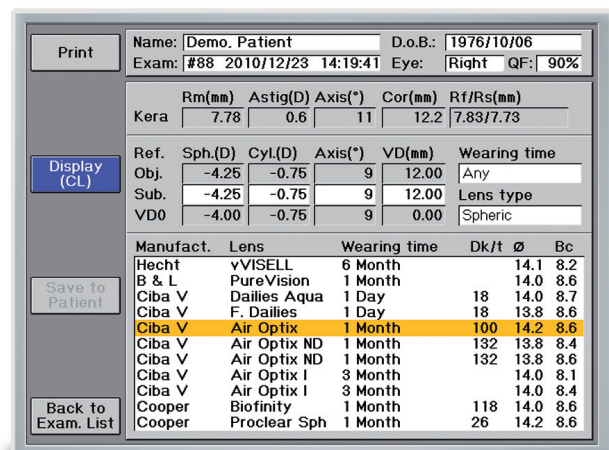 Print
Name: Demo, Patient D.o.B.: 1976/10/06
Exam: #88 2010/12/23 14:19:41 Eye: Right QF: 90%
Rm(mm) Astig(D) Axis(°) Cor(mm) Rf/Rs(mm)
Kera 7.78 0.6 11 12.2 7.83/7.73
Display (CL)
Ref. Sph.(D) Cyl.(D) Axis(°) VD(mm) Wearing time
Obj. -4.25 -0.75 9 12.00 Any
Sub. -4.25 -0.75 9 12.00 Lens type
VD0 -4.00 -0.75 9 0.00 Spheric
Manufact. Lens Wearing time Dk/t Ø Bc
Hecht vVISELL 6 Month 14.1 8.2
B & L PureVision 1 Month 14.0 8.6
Ciba V Dailies Aqua 1 Day 18 14.0 8.7
Ciba V F. Dailies 1 Day 18 13.8 8.6
Ciba V Air Optix 1 Month 100 14.2 8.6
Ciba V Air Optix ND 1 Month 132 13.8 8.4
Ciba V Air Optix ND 1 Month 132 13.8 8.6
Ciba V Air Optix I 3 Month 14.0 8.1
Ciba V Air Optix I 3 Month 14.0 8.4
Cooper Biofinity 1 Month 118 14.0 8.6
Cooper Proclear Sph 1 Month 26 14.2 8.6
Save to
Patient
Back to
Exam. List